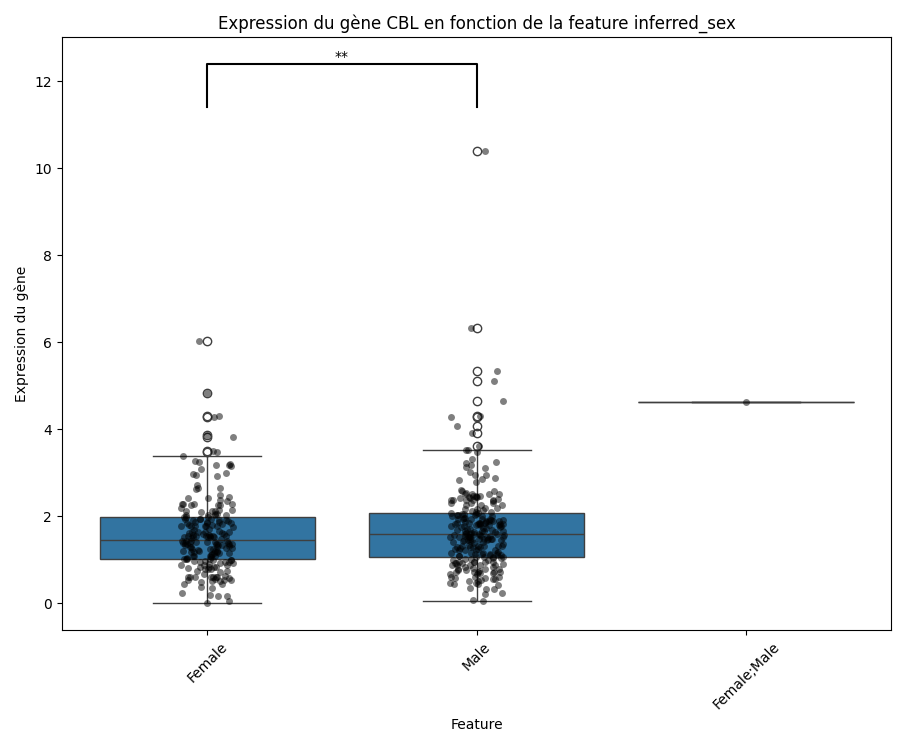 Expression du gène CBL en fonction de la feature inferred_sex
**
12
10
8
6
4
2
0
Expression du gène
Female
Male
Female;Male
Feature